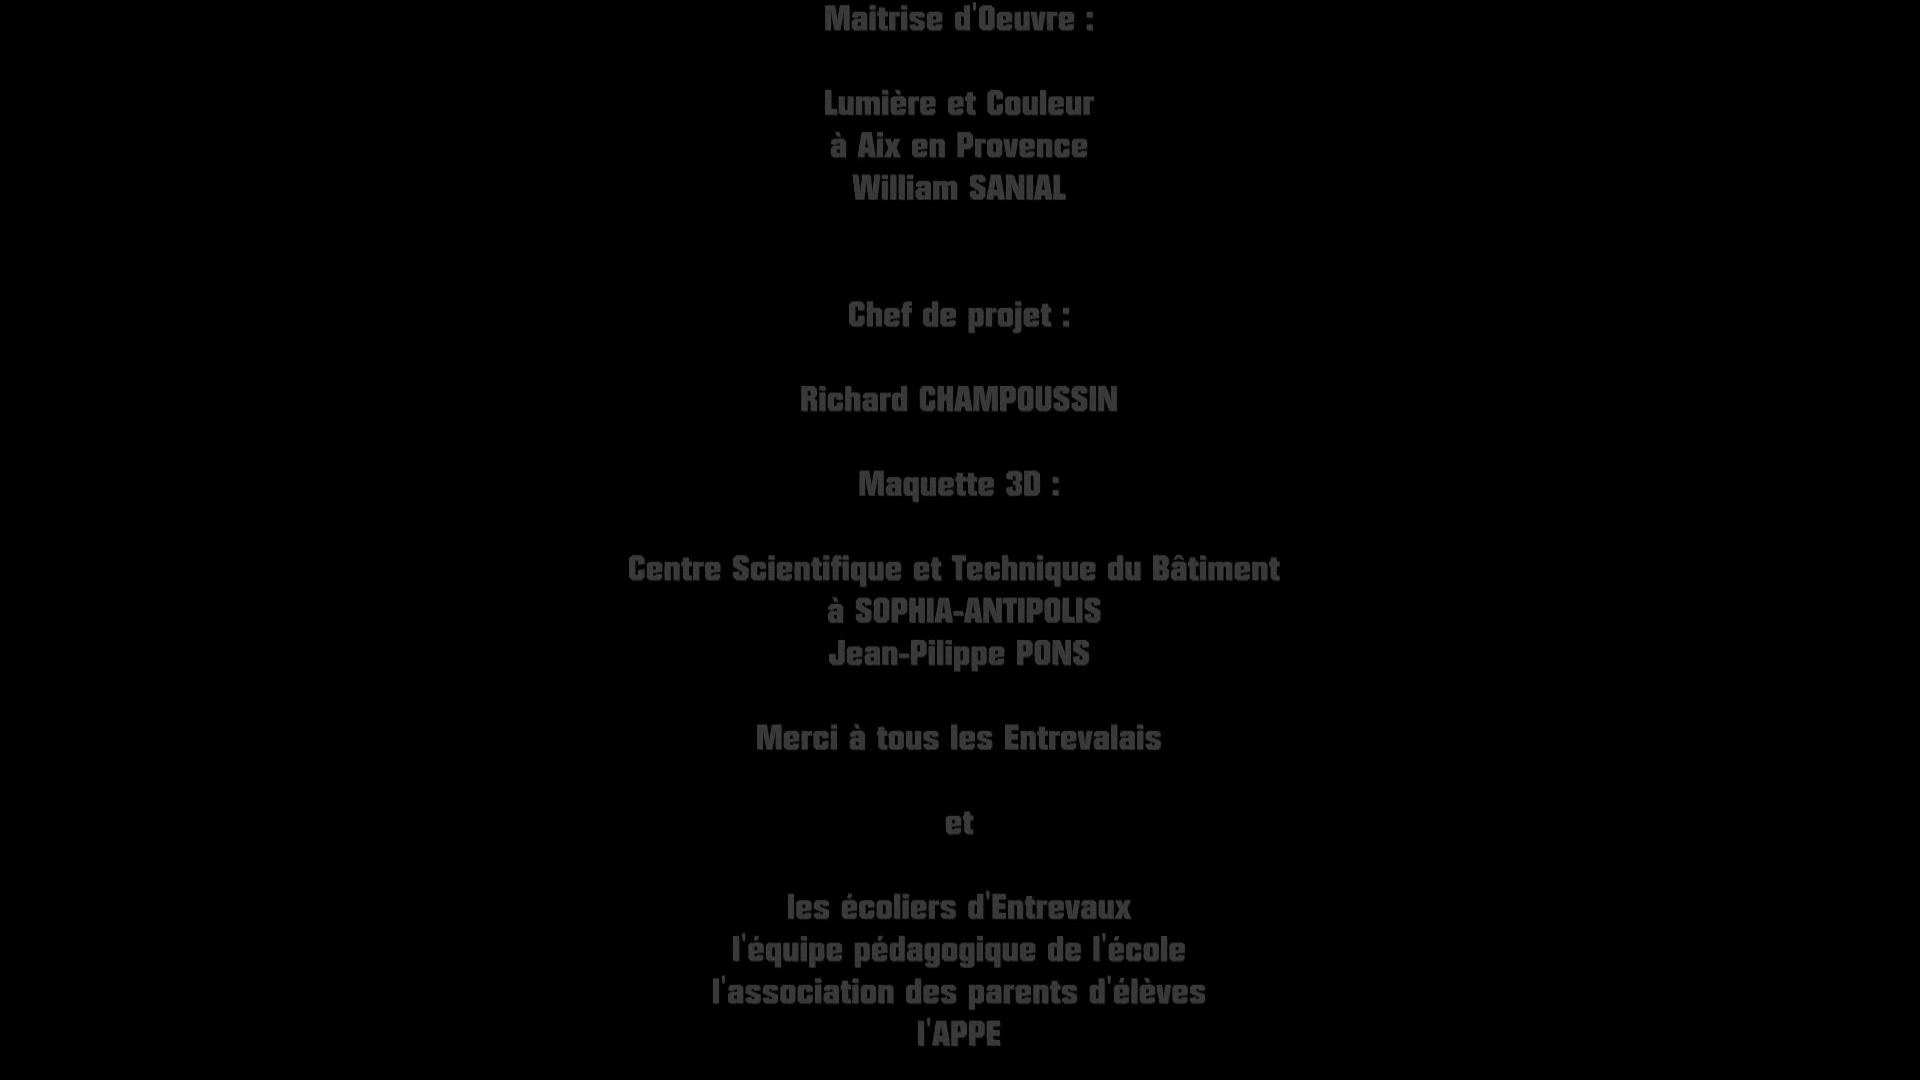 Maitrise d'Oeuvre :
Lumière et Couleur
à Aix en Provence
William SANIAL
Chef de projet :
Richard CHAMPOUSSIN
Maquette 3D :
Centre Scientifique et Technique du Bâtiment
à SOPHIA-ANTIPOLIS
Jean-Pilippe PONS
Merci à tous les Entrevalais
et
les écoliers d'Entrevaux
l'équipe pédagogique de l'école
l'association des parents d'élèves
l'APPE